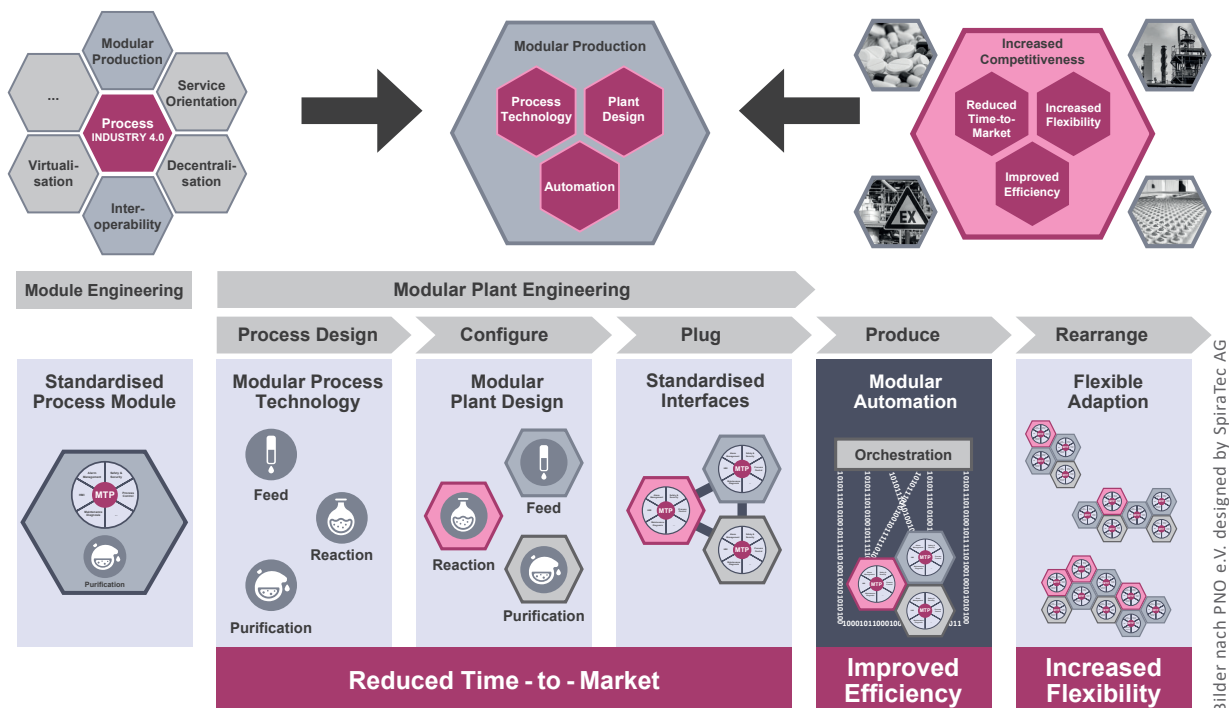 Modular
Production
...
Service
Orientation
Process
INDUSTRY 4.0
Virtuali-
sation
Decentrali-
sation
Inter-
operability
Modular Production
Process
Technology
Plant
Design
Automation
Increased
Competitiveness
Reduced
Time-to-
Market
Increased
Flexibility
Improved
Efficiency
EX
Module Engineering
Modular Plant Engineering
Process Design
Configure
Plug
Produce
Rearrange
Standardised
Process Module
MTP
Purification
Modular Process
Technology
Feed
Reaction
Purification
Modular
Plant Design
Feed
Reaction
Purification
Standardised
Interfaces
MTP
MTP
MTP
Modular
Automation
Orchestration
MTP
MTP
MTP
Flexible
Adaption
Reduced Time - to - Market
Improved
Efficiency
Increased
Flexibility
Bilder nach PNO e.V. designed by SpiraTec AG